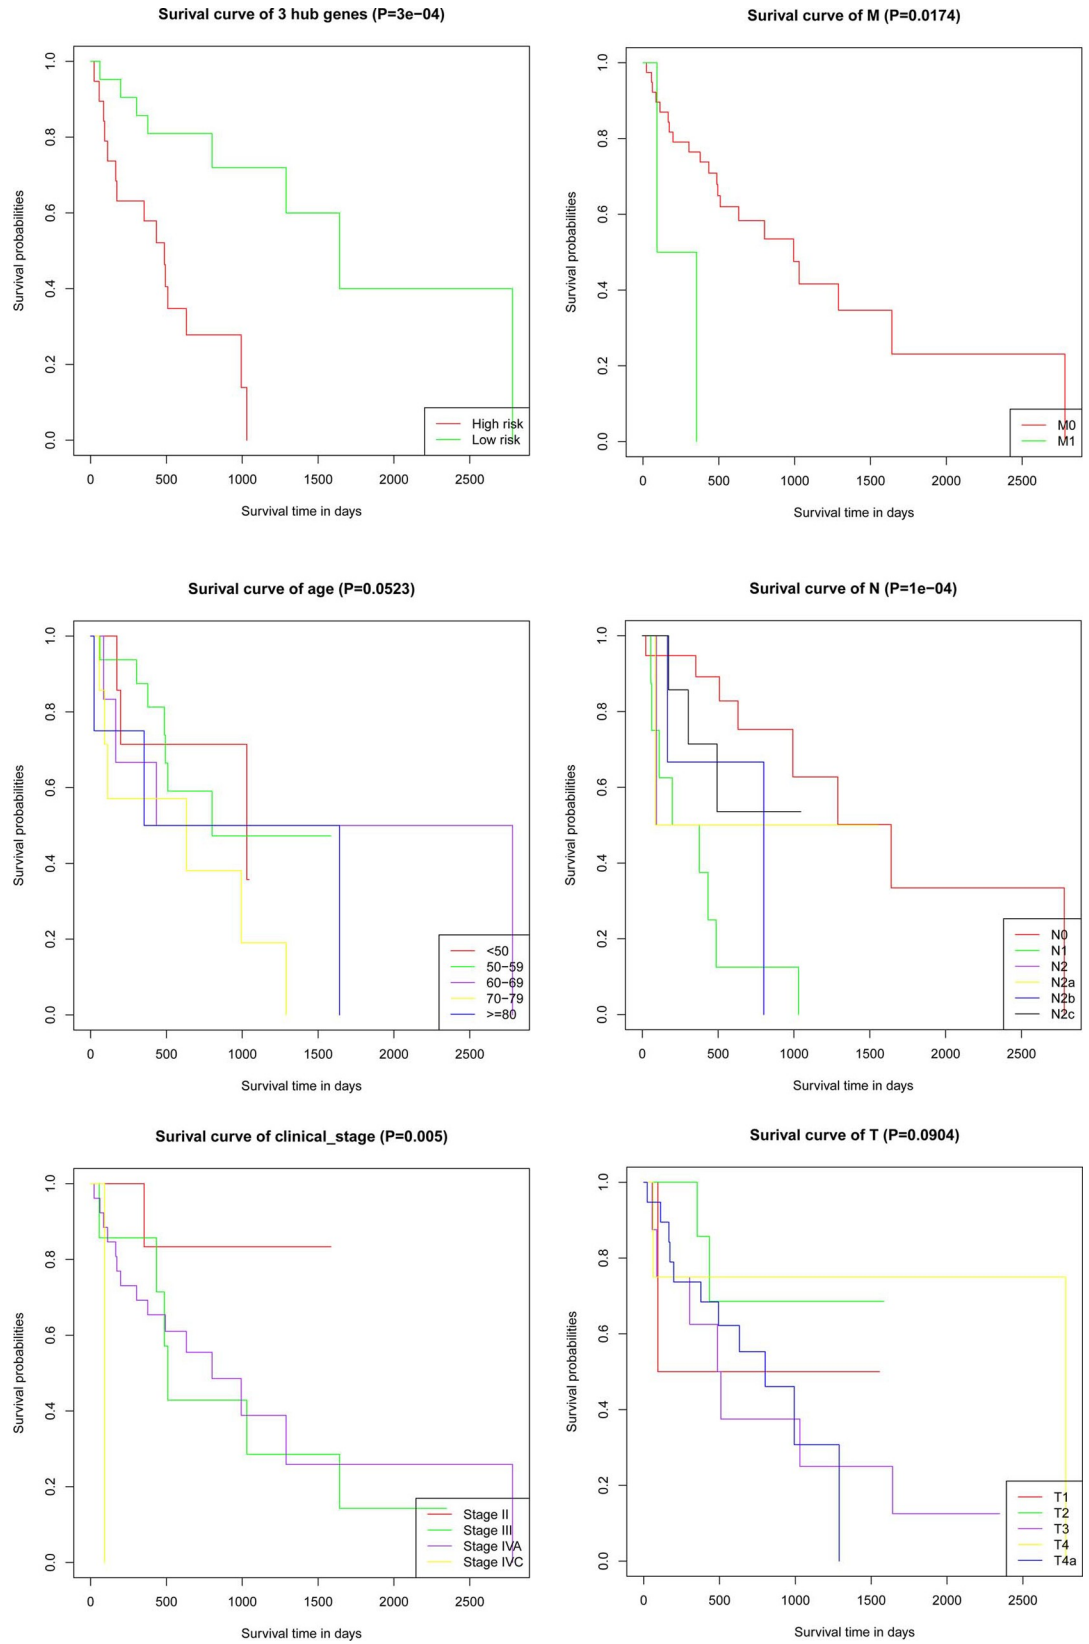 Surival curve of 3 hub genes (P=3e−04)
Survival probabilities
0.0 0.2 0.4 0.6 0.8 1.0
High risk
Low risk
0 500 1000 1500 2000 2500
Survival time in days
Surival curve of M (P=0.0174)
Survival probabilities
0.0 0.2 0.4 0.6 0.8 1.0
M0
M1
0 500 1000 1500 2000 2500
Survival time in days
Surival curve of age (P=0.0523)
Survival probabilities
0.0 0.2 0.4 0.6 0.8 1.0
<50
50−59
60−69
70−79
>=80
0 500 1000 1500 2000 2500
Survival time in days
Surival curve of N (P=1e−04)
Survival probabilities
0.0 0.2 0.4 0.6 0.8 1.0
N0
N1
N2
N2a
N2b
N2c
0 500 1000 1500 2000 2500
Survival time in days
Surival curve of clinical_stage (P=0.005)
Survival probabilities
0.0 0.2 0.4 0.6 0.8 1.0
Stage II
Stage III
Stage IVA
Stage IVC
0 500 1000 1500 2000 2500
Survival time in days
Surival curve of T (P=0.0904)
Survival probabilities
0.0 0.2 0.4 0.6 0.8 1.0
T1
T2
T3
T4
T4a
0 500 1000 1500 2000 2500
Survival time in days